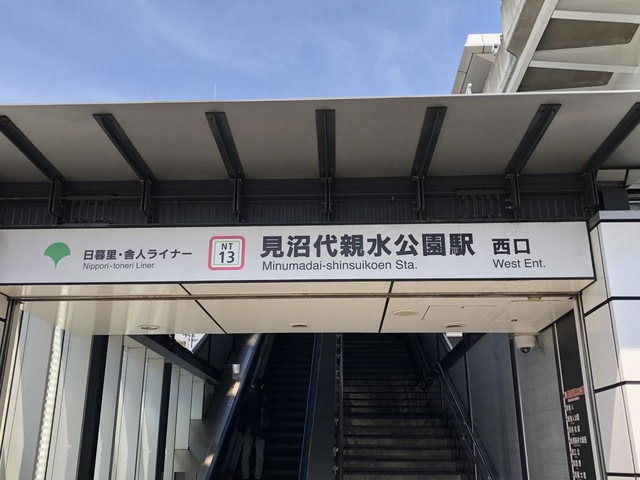 日暮里・舎人ライナー
Nippori-toneri Liner
NT
13
見沼代親水公園駅
Minumadai-shinsuikoen Sta.
西口
West Ent.